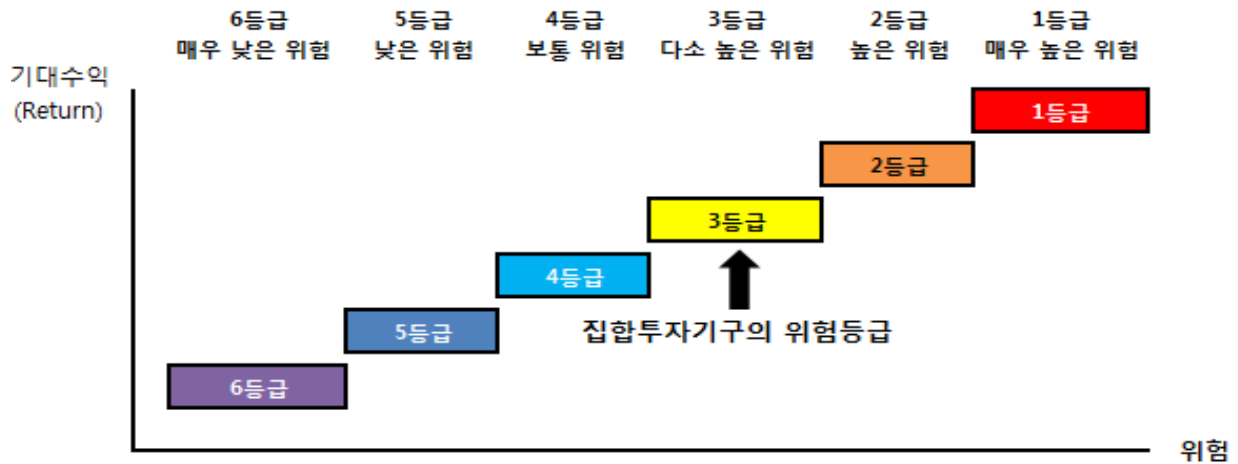 6등급 5등급 4등급 3등급 2등급 1등급
매우 낮은 위험 낮은 위험 보통 위험 다소 높은 위험 높은 위험 매우 높은 위험
기대수익
(Return)
1등급
2등급
3등급
4등급
집합투자기구의 위험등급
5등급
6등급
위험